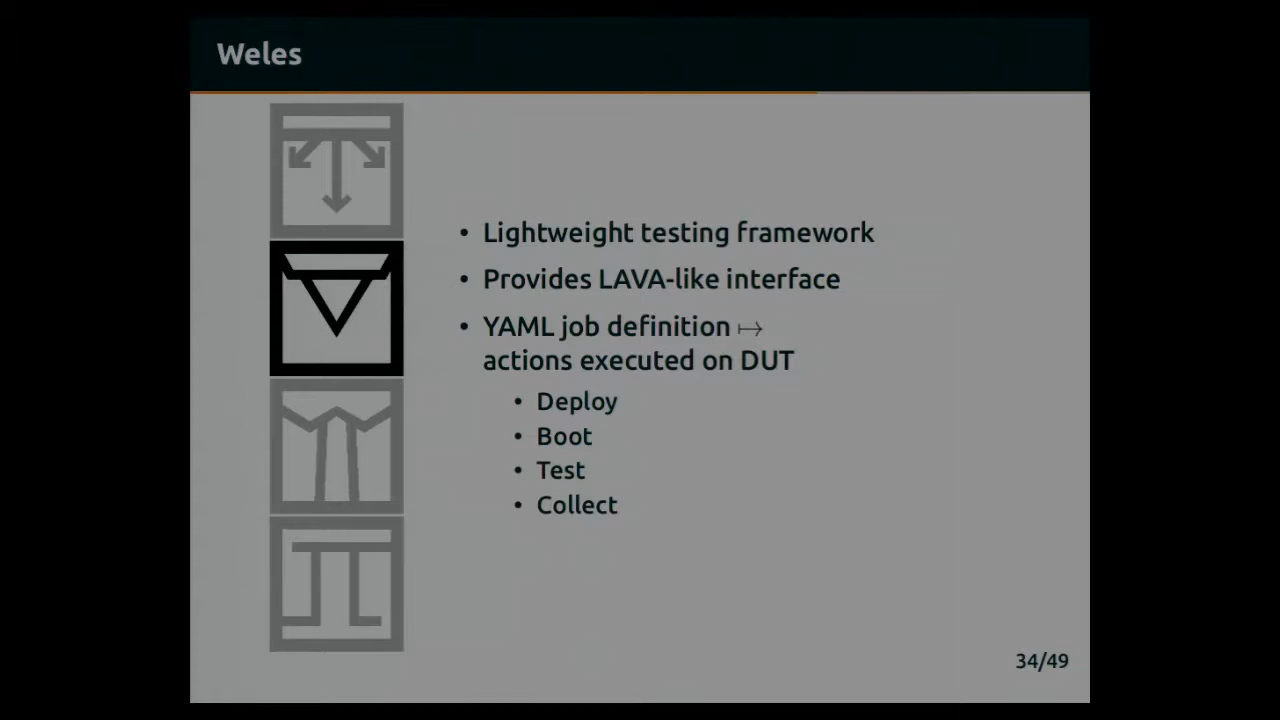 Weles
• Lightweight testing framework
• Provides LAVA-like interface
• YAML job definition ↦
actions executed on DUT
• Deploy
• Boot
• Test
• Collect
34/49